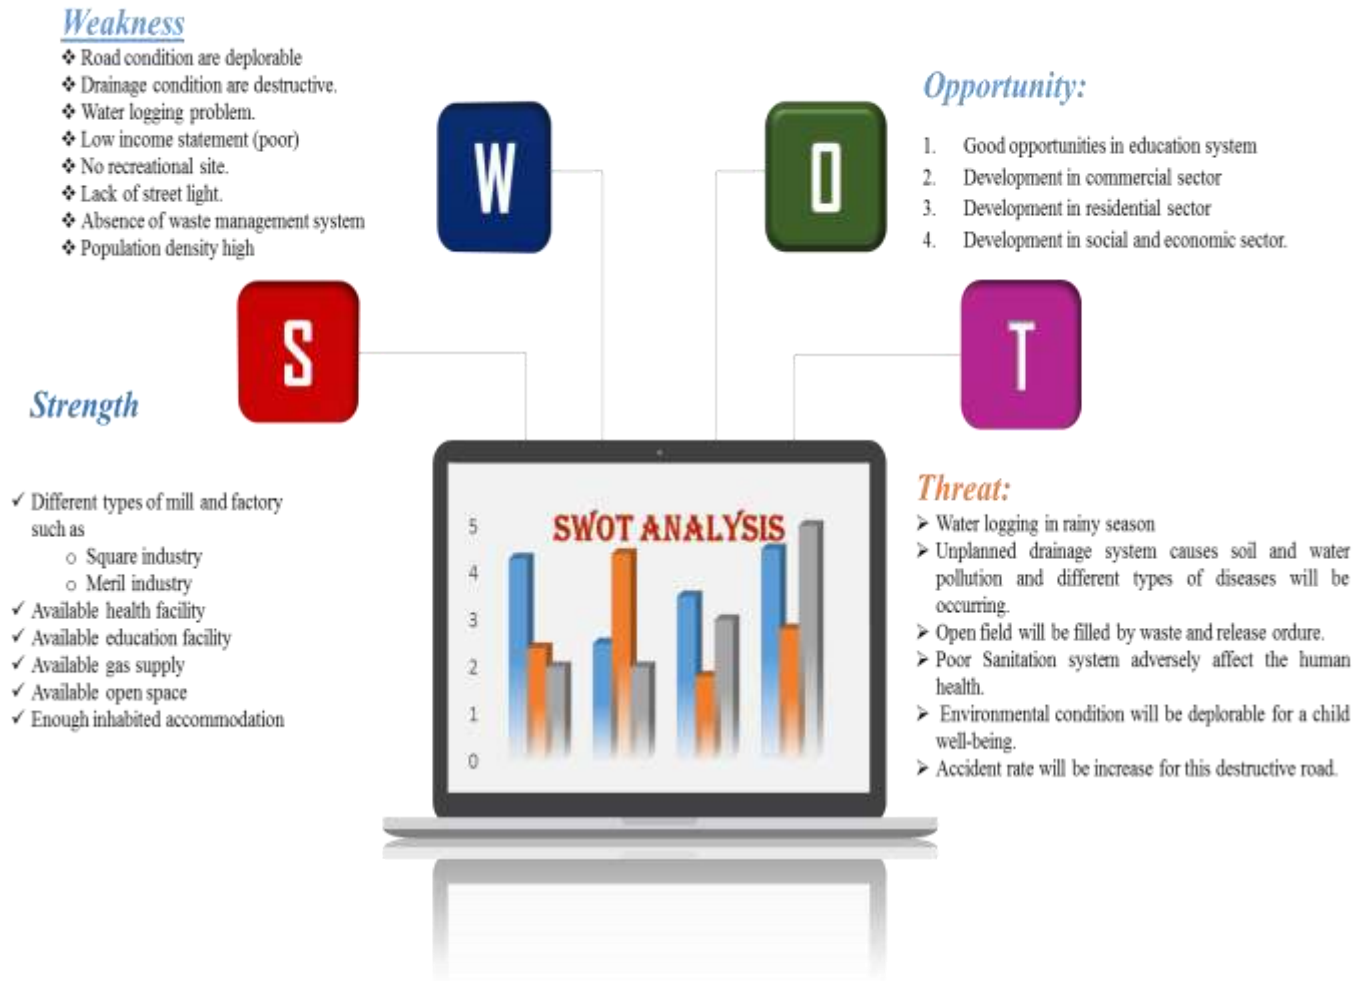 Weakness
❖ Road condition are deplorable
❖ Drainage condition are destructive.
❖ Water logging problem.
❖ Low income statement (poor)
❖ No recreational site.
❖ Lack of street light.
❖ Absence of waste management system
❖ Population density high
W
O
Opportunity:
1. Good opportunities in education system
2. Development in commercial sector
3. Development in residential sector
4. Development in social and economic sector.
S
T
Strength
✓ Different types of mill and factory
such as
o Square industry
o Meril industry
✓ Available health facility
✓ Available education facility
✓ Available gas supply
✓ Available open space
✓ Enough inhabited accommodation
SWOT ANALYSIS
5
4
3
2
1
0
Threat:
➢ Water logging in rainy season
➢ Unplanned drainage system causes soil and water
pollution and different types of diseases will be
occurring.
➢ Open field will be filled by waste and release ordure.
➢ Poor Sanitation system adversely affect the human
health.
➢ Environmental condition will be deplorable for a child
well-being.
➢ Accident rate will be increase for this destructive road.